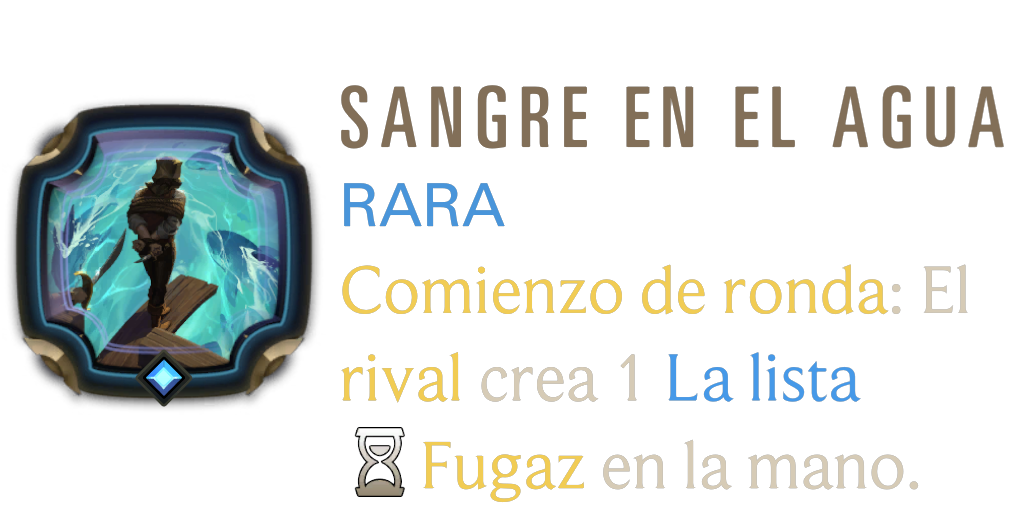 SANGRE EN EL AGUA
RARA
Comienzo de ronda: El
rival crea 1 La lista
Fugaz en la mano.